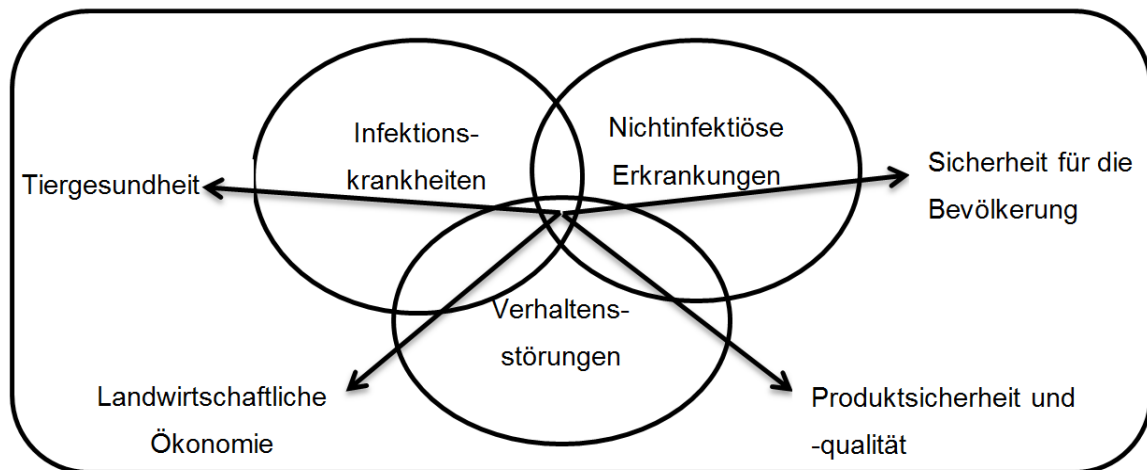 Infektions-
krankheiten
Nichtinfektiöse
Erkrankungen
Tiergesundheit
Sicherheit für die
Bevölkerung
Verhaltens-
störungen
Landwirtschaftliche
Ökonomie
Produktsicherheit und
-qualität